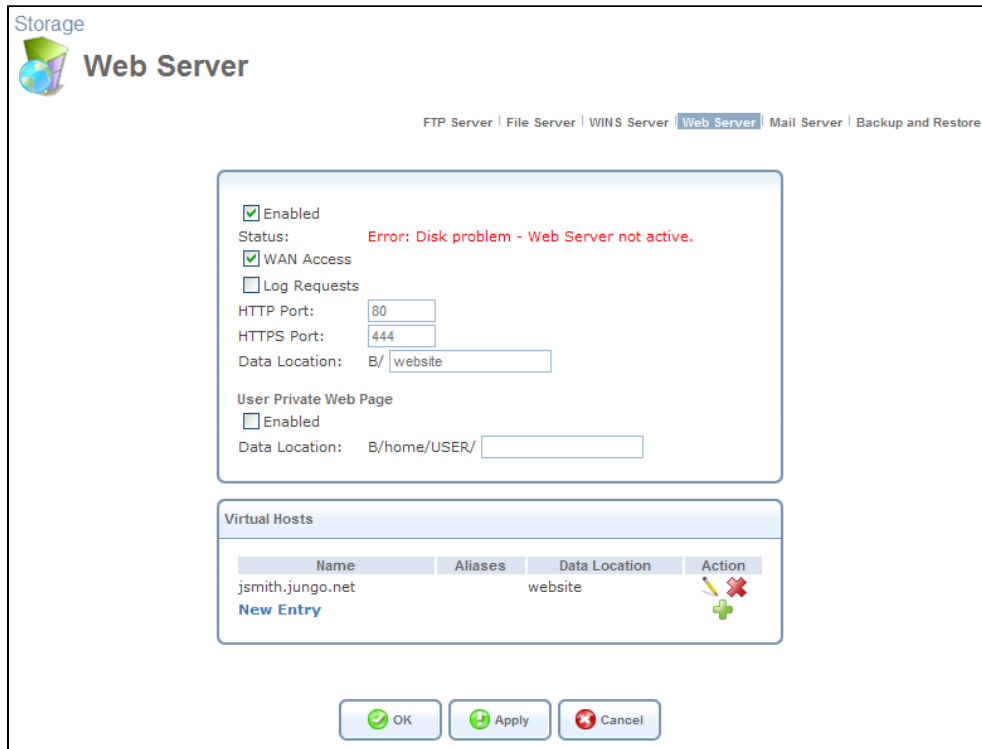 Storage
Web Server
FTP Server | File Server | WINS Server | Web Server | Mail Server | Backup and Restore
Enabled
Status: Error: Disk problem - Web Server not active.
WAN Access
Log Requests
HTTP Port: 80
HTTPS Port: 444
Data Location: B/ website
User Private Web Page
Enabled
Data Location: B/home/USER/
Virtual Hosts
Name Aliases Data Location Action
jsmith.jungo.net website
New Entry
OK Apply Cancel